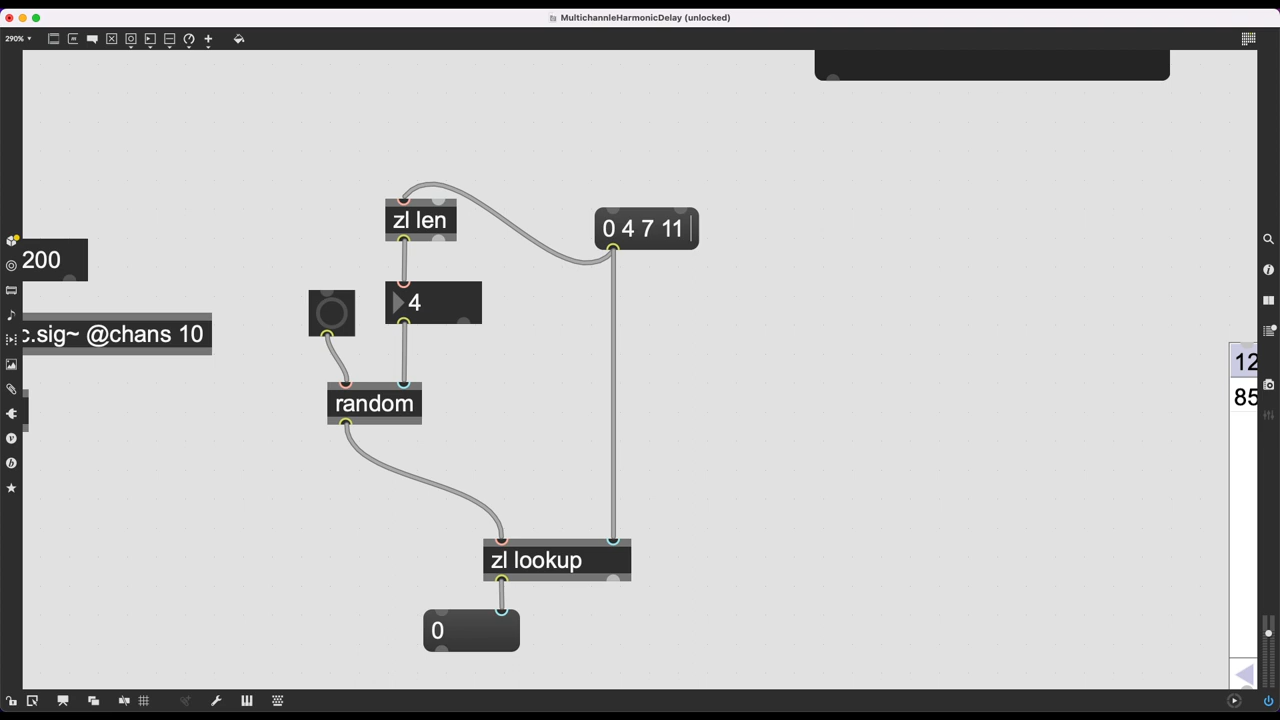 MultichannleHarmonicDelay (unlocked)
290%
zl len
0 4 7 11
200
4
c.sig~ @chans 10
12
85
random
zl lookup
0